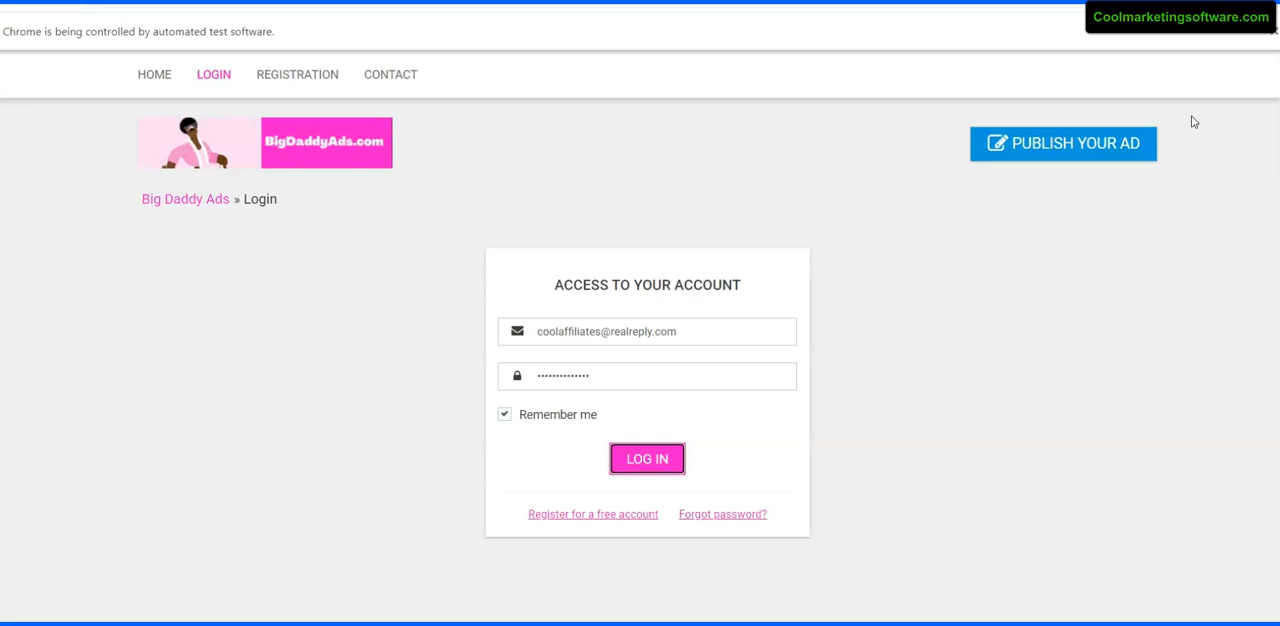 Coolmarketingsoftware.com
Chrome is being controlled by automated test software.
HOME LOGIN REGISTRATION CONTACT
BigDaddyAds.com
PUBLISH YOUR AD
Big Daddy Ads » Login
ACCESS TO YOUR ACCOUNT
coolaffiliates@realreply.com
••••••••••••••
Remember me
LOG IN
Register for a free account Forgot password?